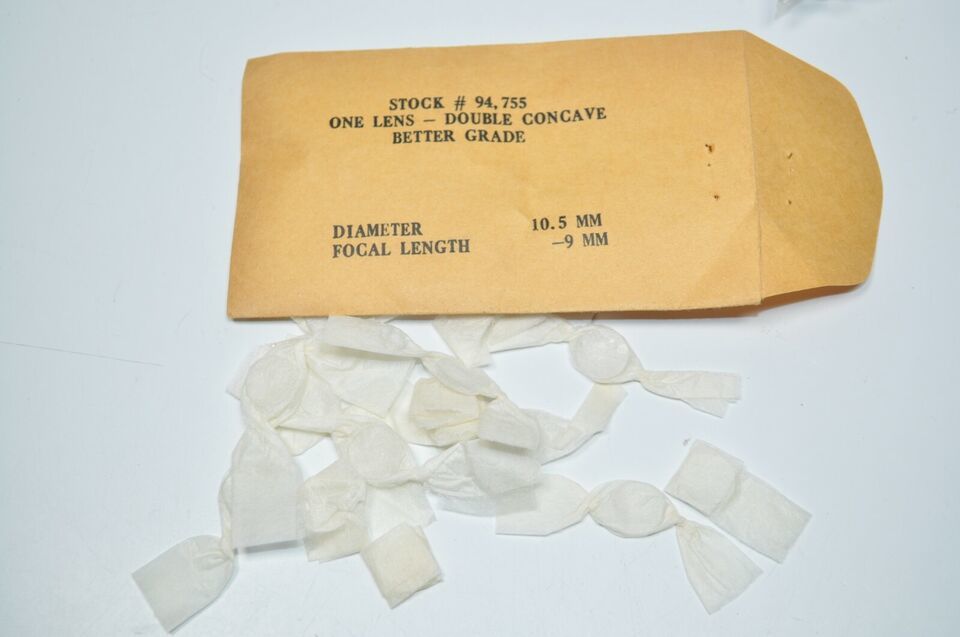 STOCK # 94,755
ONE LENS – DOUBLE CONCAVE
BETTER GRADE
DIAMETER 10.5 MM
FOCAL LENGTH –9 MM